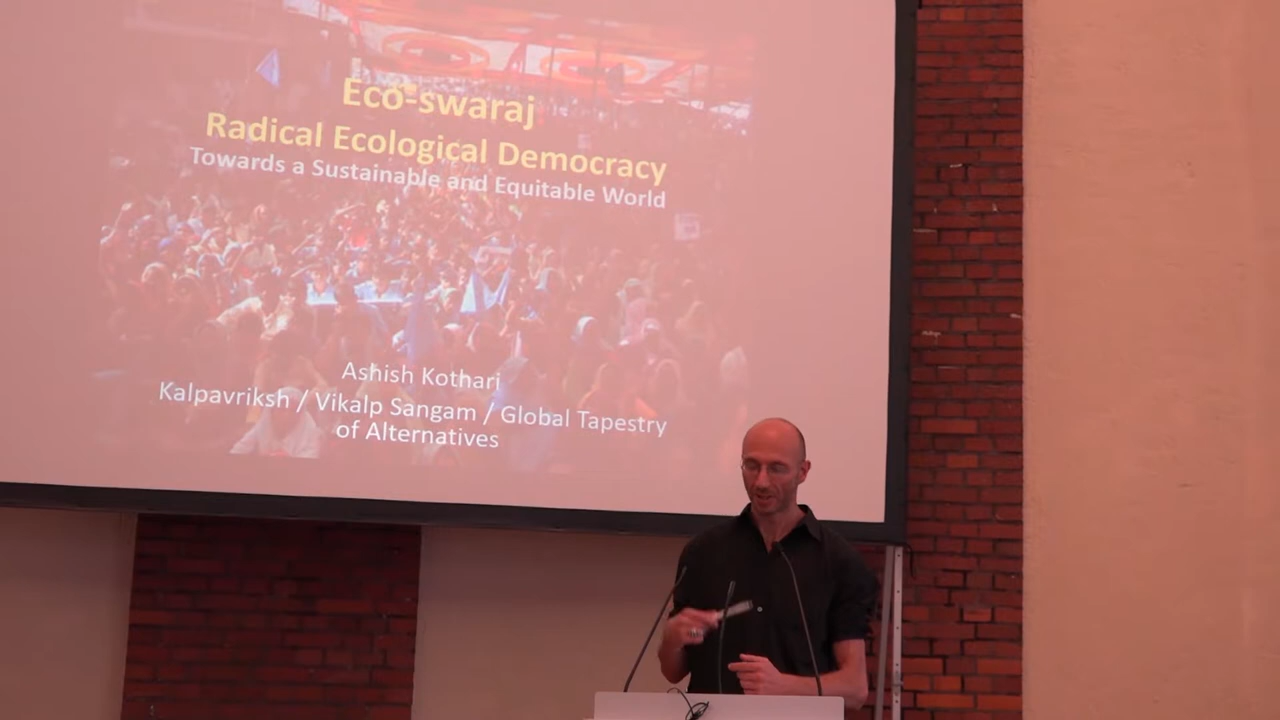 Eco-swaraj
Radical Ecological Democracy
Towards a Sustainable and Equitable World
Ashish Kothari
Kalpavriksh / Vikalp Sangam / Global Tapestry
of Alternatives